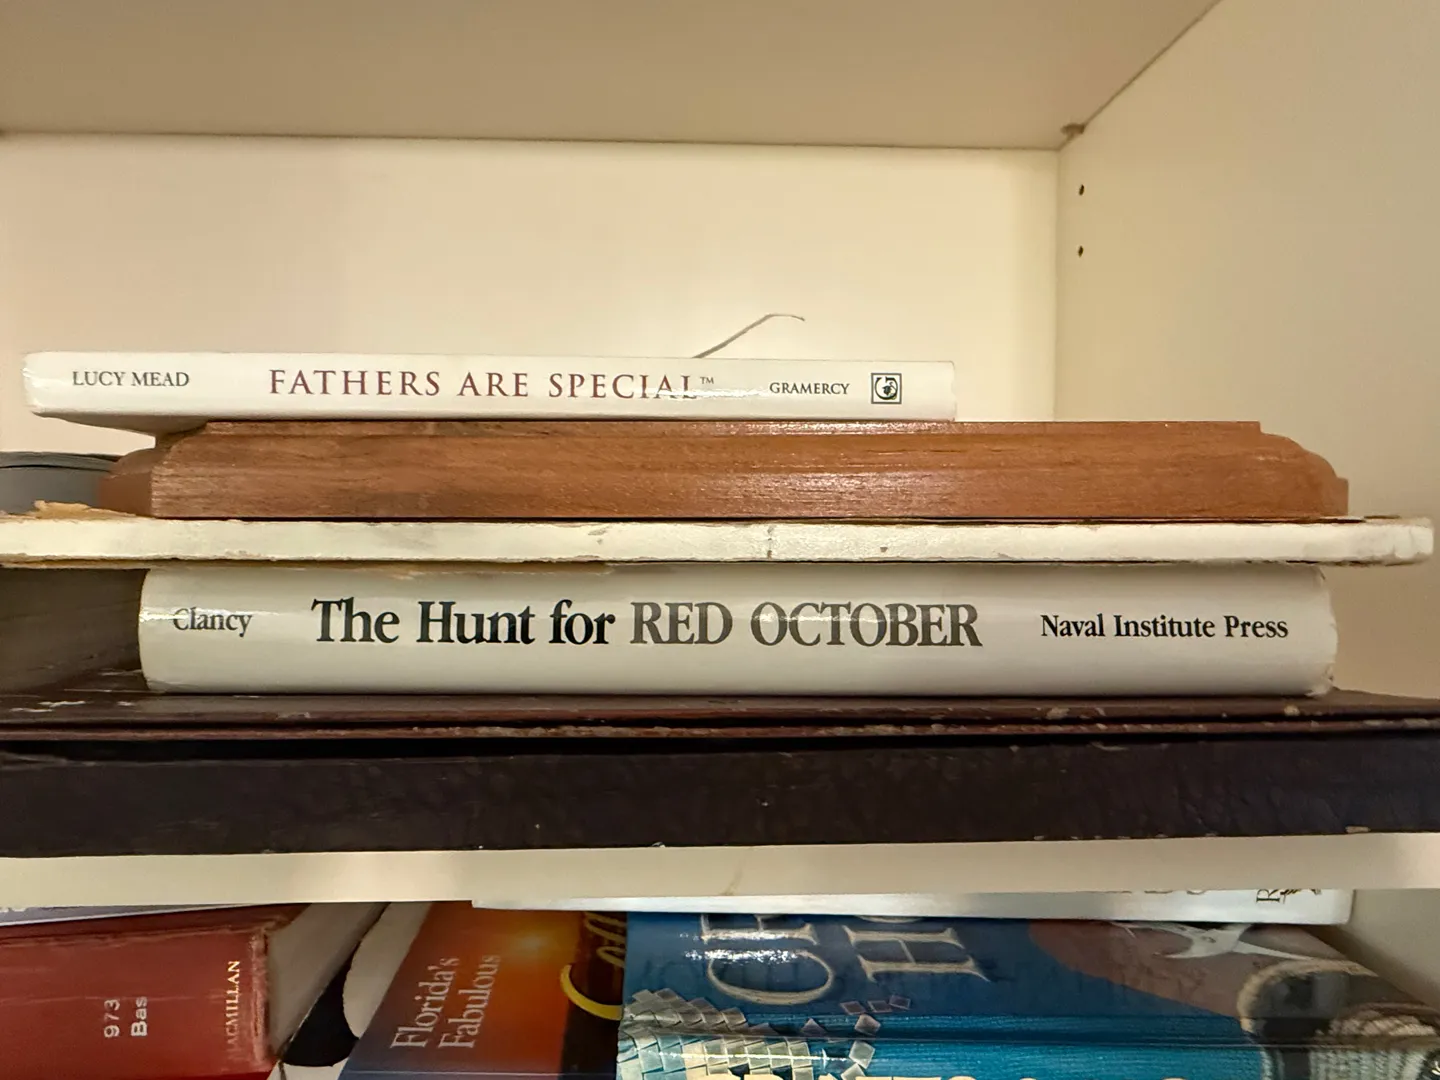 LUCY MEAD FATHERS ARE SPECIAL™ GRAMERCY
Clancy The Hunt for RED OCTOBER Naval Institute Press
973
Bas
MACMILLAN
Florida's
Fabulous